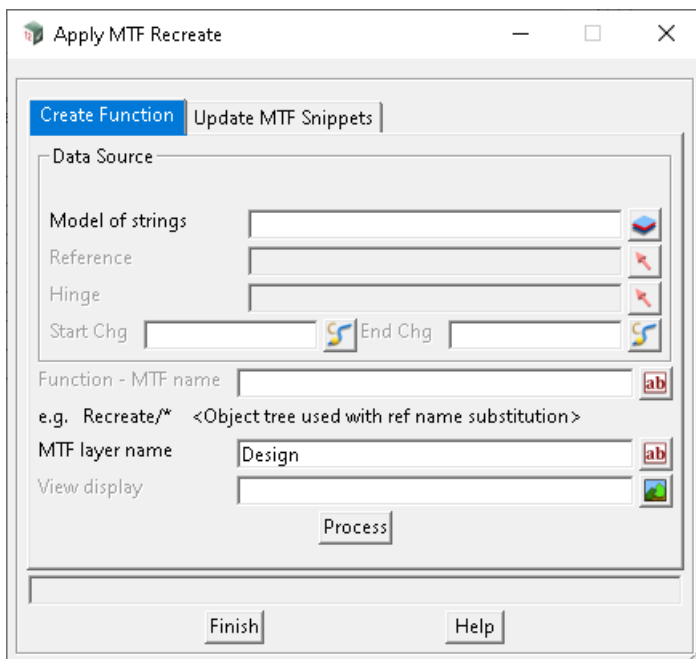 Apply MTF Recreate
Create Function Update MTF Snippets
Data Source
Model of strings
Reference
Hinge
Start Chg End Chg
Function - MTF name ab
e.g. Recreate/* <Object tree used with ref name substitution>
MTF layer name Design ab
View display
Process
Finish Help